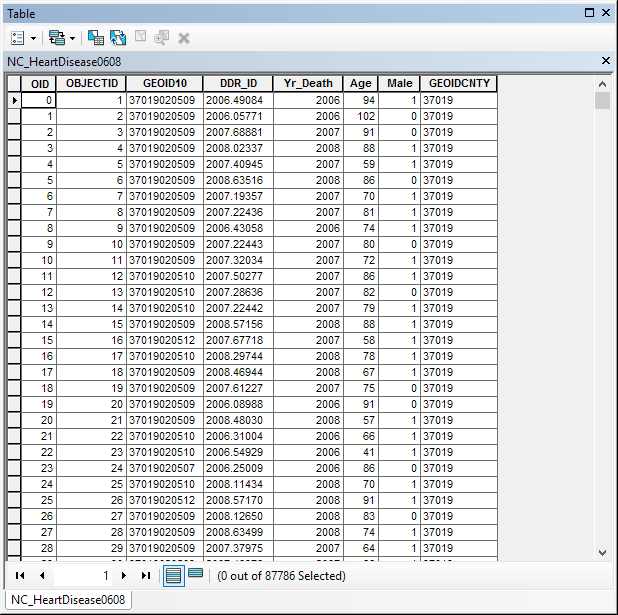 Table
NC_HeartDisease0608
OID OBJECTID GEOID10 DDR_ID Yr_Death Age Male GEOIDCNTY
0 1 37019020509 2006.49084 2006 94 1 37019
1 2 37019020509 2006.05771 2006 102 0 37019
2 3 37019020509 2007.68881 2007 91 0 37019
3 4 37019020509 2008.02337 2008 88 1 37019
4 5 37019020509 2007.40945 2007 59 1 37019
5 6 37019020509 2008.63516 2008 86 0 37019
6 7 37019020509 2007.19357 2007 70 1 37019
7 8 37019020509 2007.22436 2007 81 1 37019
8 9 37019020509 2006.43058 2006 74 1 37019
9 10 37019020509 2007.22443 2007 80 0 37019
10 11 37019020509 2007.32034 2007 72 1 37019
11 12 37019020510 2007.50277 2007 86 1 37019
12 13 37019020510 2007.28636 2007 82 0 37019
13 14 37019020510 2007.22442 2007 79 1 37019
14 15 37019020509 2008.57156 2008 88 1 37019
15 16 37019020512 2007.67718 2007 58 1 37019
16 17 37019020510 2008.29744 2008 78 1 37019
17 18 37019020509 2008.46944 2008 67 1 37019
18 19 37019020509 2007.61227 2007 75 0 37019
19 20 37019020509 2006.08988 2006 91 0 37019
20 21 37019020509 2008.48030 2008 57 1 37019
21 22 37019020510 2006.31004 2006 66 1 37019
22 23 37019020510 2006.54929 2006 41 1 37019
23 24 37019020507 2006.25009 2006 86 0 37019
24 25 37019020510 2008.11434 2008 70 1 37019
25 26 37019020512 2008.57170 2008 91 1 37019
26 27 37019020509 2008.12650 2008 83 0 37019
27 28 37019020509 2008.63499 2008 74 1 37019
28 29 37019020509 2007.37975 2007 64 1 37019
1 (0 out of 87786 Selected)
NC_HeartDisease0608